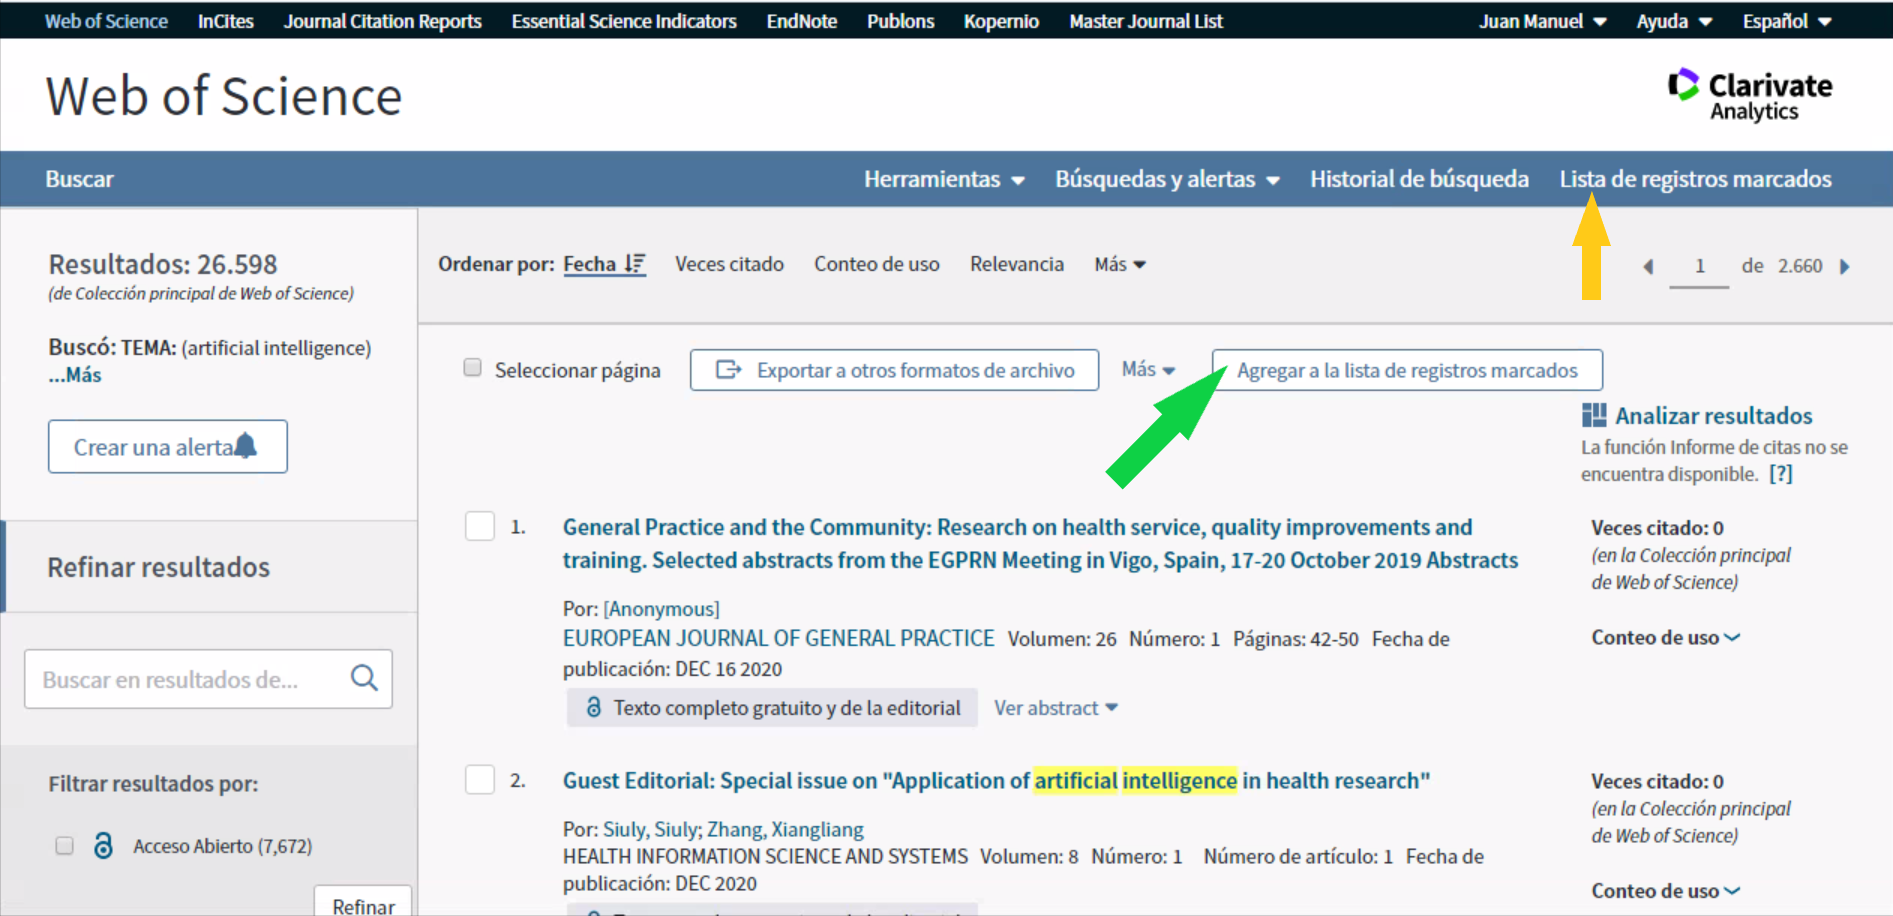 Web of Science InCites Journal Citation Reports Essential Science Indicators EndNote Publons Kopernio Master Journal List Juan Manuel Ayuda Español
Web of Science
Clarivate
Analytics
Buscar Herramientas Búsquedas y alertas Historial de búsqueda Lista de registros marcados
Resultados: 26.598
(de Colección principal de Web of Science)
Buscó: TEMA: (artificial intelligence)
...Más
Crear una alerta
Refinar resultados
Buscar en resultados de...
Filtrar resultados por:
Acceso Abierto (7,672)
Refinar
Ordenar por: Fecha Veces citado Conteo de uso Relevancia Más
1 de 2.660
Seleccionar página Exportar a otros formatos de archivo Más Agregar a la lista de registros marcados
Analizar resultados
La función Informe de citas no se
encuentra disponible. [?]
1. General Practice and the Community: Research on health service, quality improvements and
training. Selected abstracts from the EGPRN Meeting in Vigo, Spain, 17-20 October 2019 Abstracts
Por: [Anonymous]
EUROPEAN JOURNAL OF GENERAL PRACTICE Volumen: 26 Número: 1 Páginas: 42-50 Fecha de
publicación: DEC 16 2020
Texto completo gratuito y de la editorial Ver abstract
Veces citado: 0
(en la Colección principal
de Web of Science)
Conteo de uso
2. Guest Editorial: Special issue on "Application of artificial intelligence in health research"
Por: Siuly, Siuly; Zhang, Xiangliang
HEALTH INFORMATION SCIENCE AND SYSTEMS Volumen: 8 Número: 1 Número de artículo: 1 Fecha de
publicación: DEC 2020
Veces citado: 0
(en la Colección principal
de Web of Science)
Conteo de uso